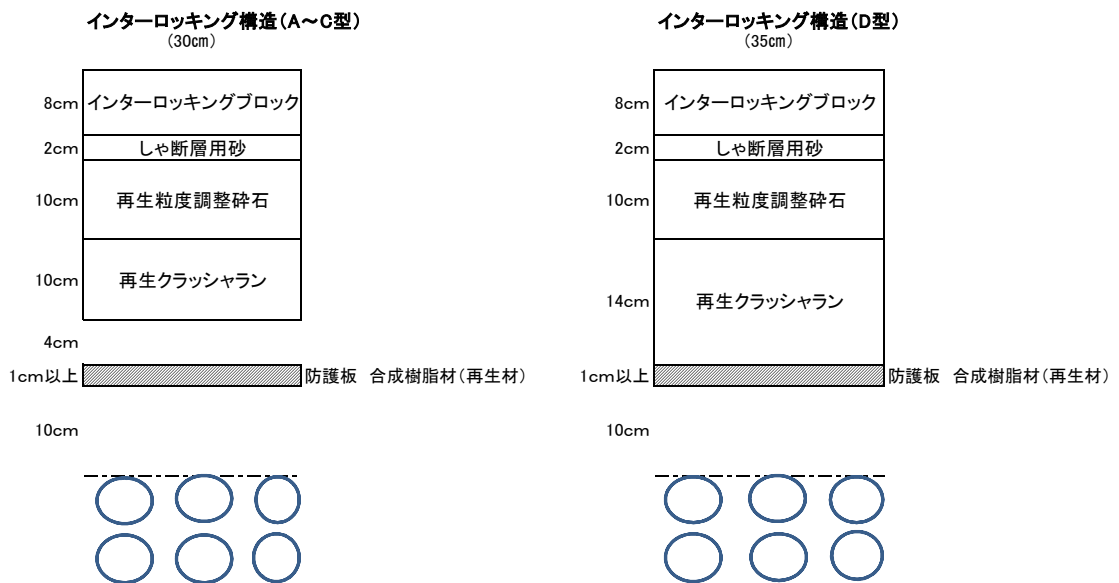 インターロッキング構造(A～C型)
(30㎝)
8cm インターロッキングブロック
2cm しゃ断層用砂
10cm 再生粒度調整砕石
10cm 再生クラッシャラン
4cm
1cm以上 防護板 合成樹脂材(再生材)
10cm
インターロッキング構造(D型)
(35㎝)
8cm インターロッキングブロック
2cm しゃ断層用砂
10cm 再生粒度調整砕石
14cm 再生クラッシャラン
1cm以上 防護板 合成樹脂材(再生材)
10cm